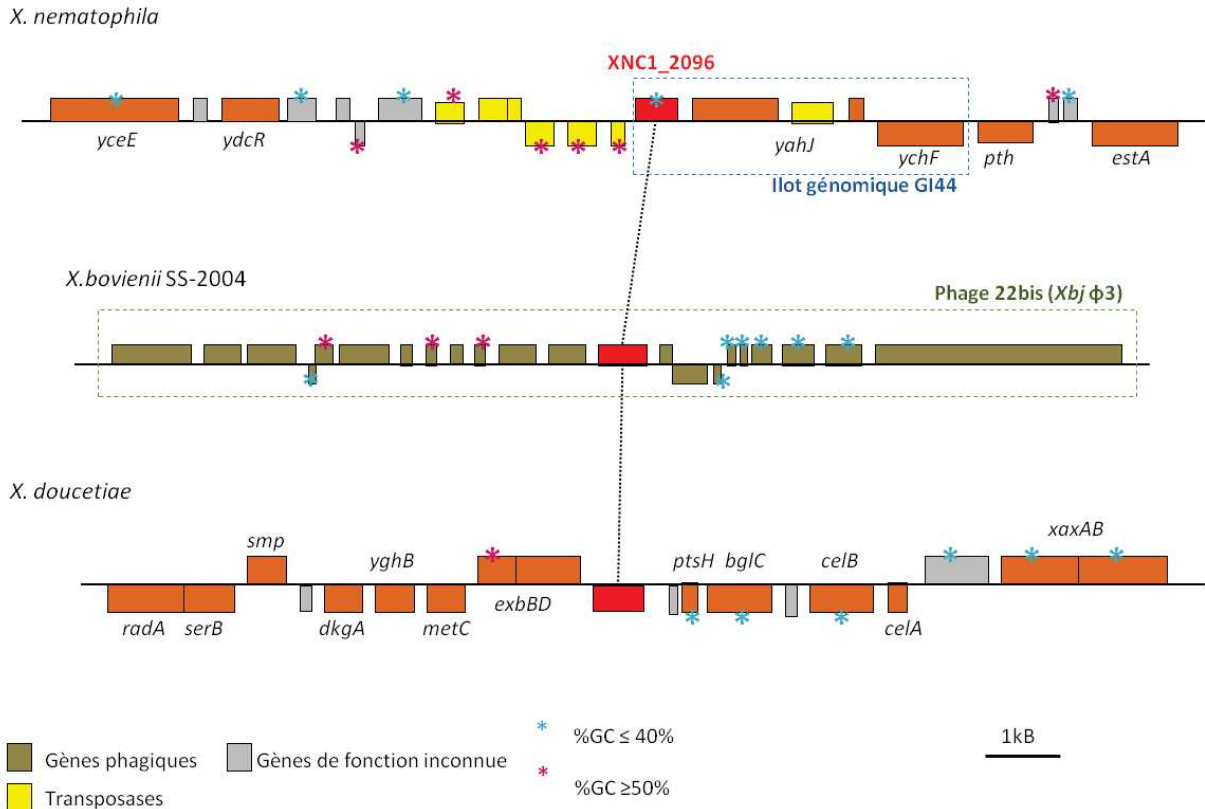 X. nematophila
XNC1_2096
yceE
ydcR
yahJ
ychF
pth
estA
Ilot génomique GI44
X.bovienii SS-2004
Phage 22bis (Xbj ф3)
X. doucetiae
smp
yghB
ptsH
bglC
celB
xaxAB
radA
serB
dkgA
metC
exbBD
celA
* %GC ≤ 40%
1kB
Gènes phagiques
Gènes de fonction inconnue
* %GC ≥50%
Transposases